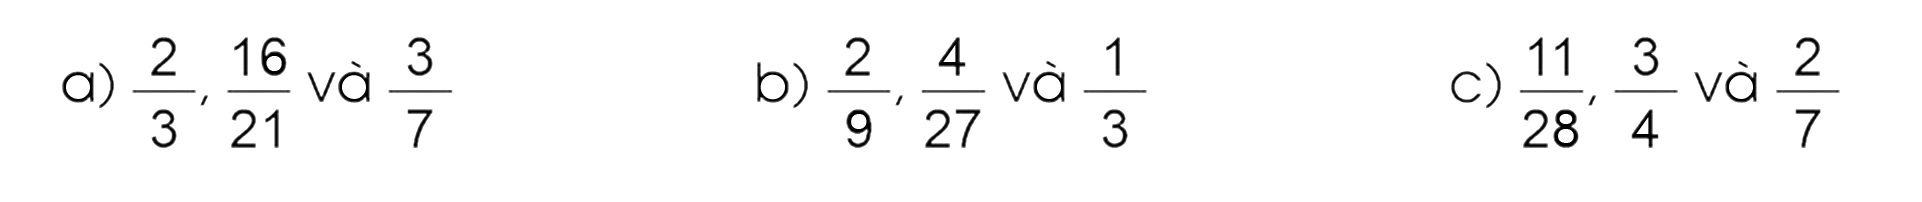 a) 2/3, 16/21 và 3/7 b) 2/9, 4/27 và 1/3 c) 11/28, 3/4 và 2/7